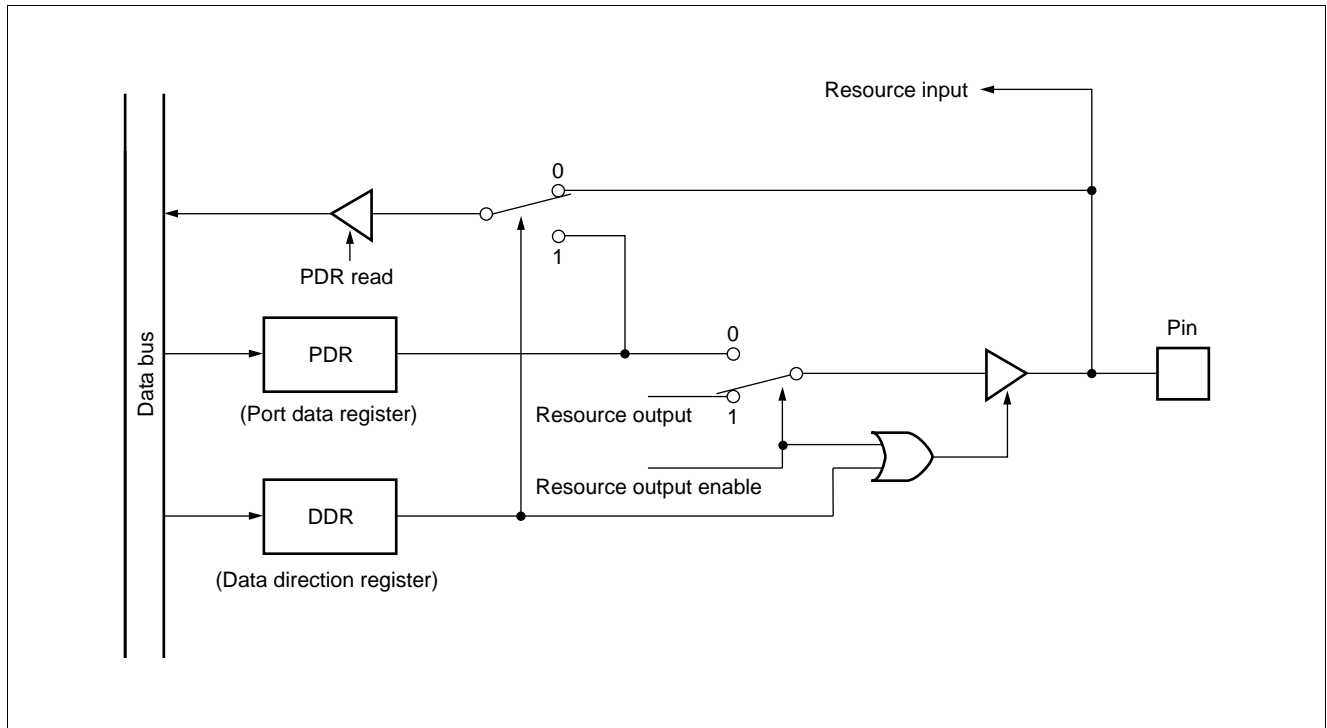 Resource input
0
1
PDR read
Data bus
PDR
(Port data register)
0
Resource output
1
Pin
Resource output enable
DDR
(Data direction register)